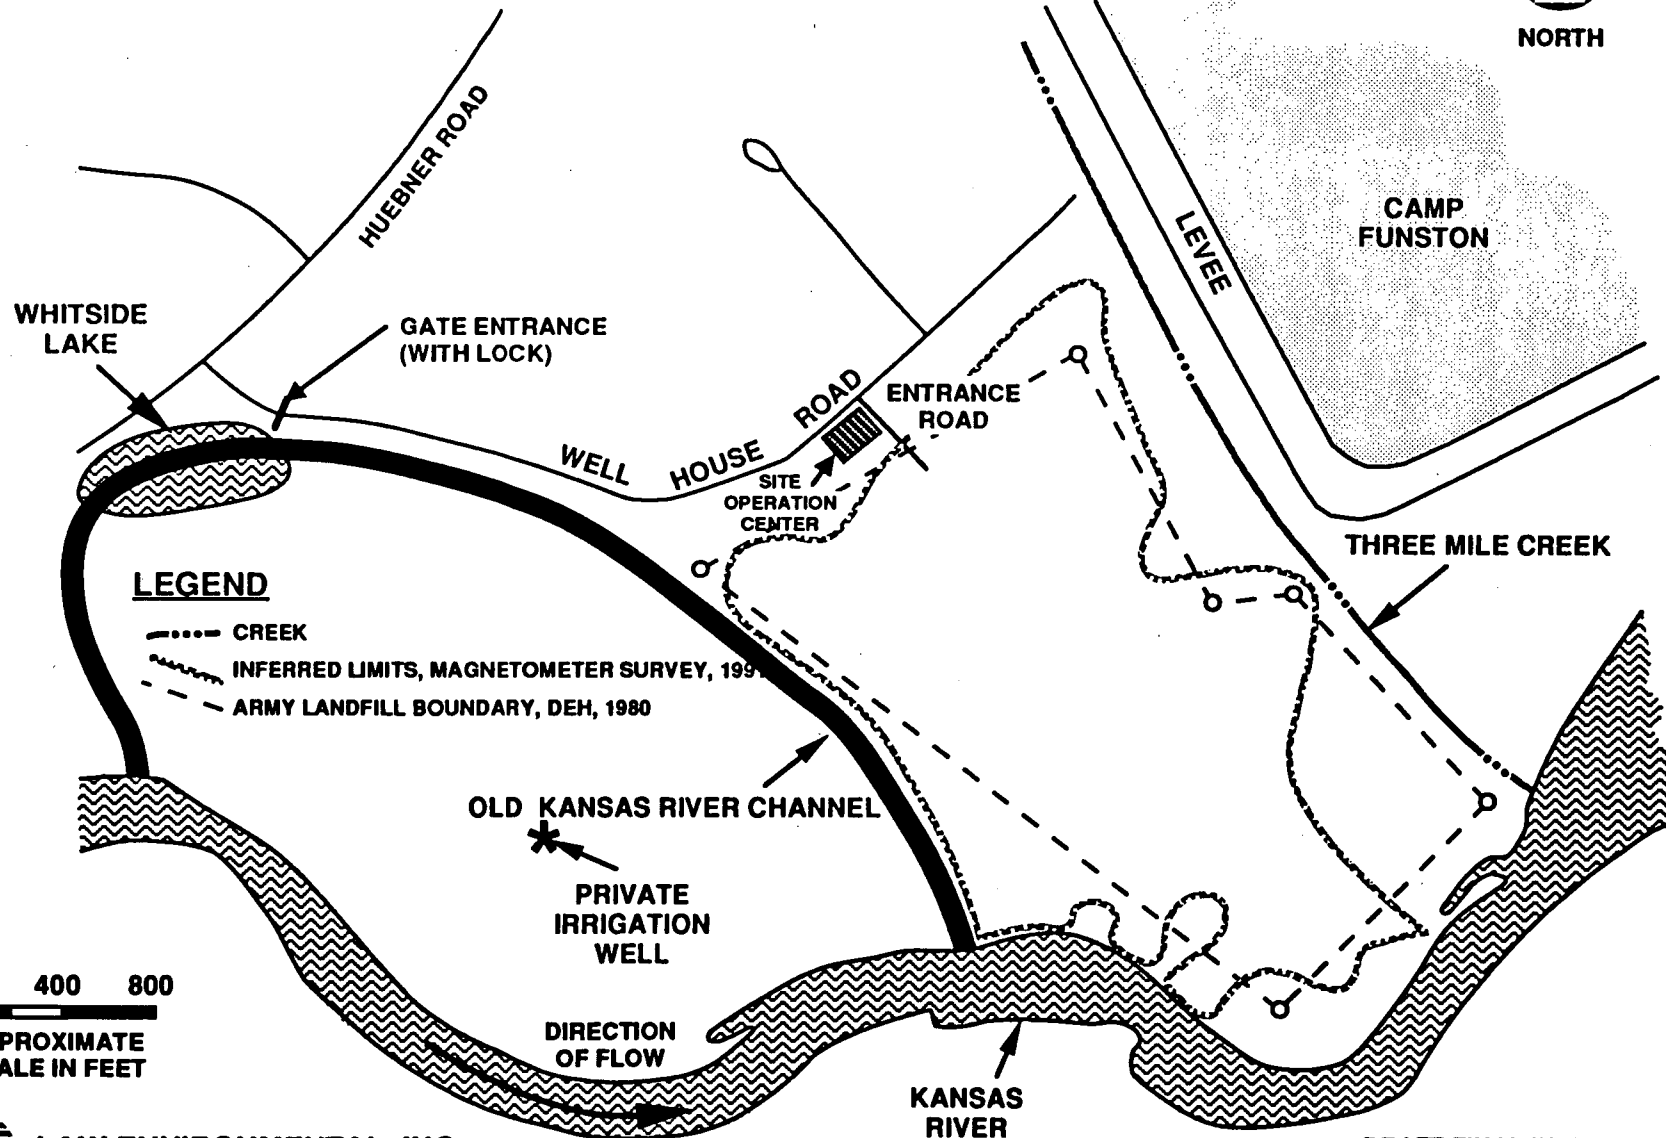 NORTH
HUEBNER ROAD
CAMP
FUNSTON
LEVEE
WHITSIDE
LAKE
GATE ENTRANCE
(WITH LOCK)
ENTRANCE
ROAD
WELL HOUSE ROAD
SITE
OPERATION
CENTER
THREE MILE CREEK
LEGEND
CREEK
INFERRED LIMITS, MAGNETOMETER SURVEY, 199
ARMY LANDFILL BOUNDARY, DEH, 1980
OLD KANSAS RIVER CHANNEL
PRIVATE
IRRIGATION
WELL
400 800
PROXIMATE
ALE IN FEET
DIRECTION
OF FLOW
KANSAS
RIVER